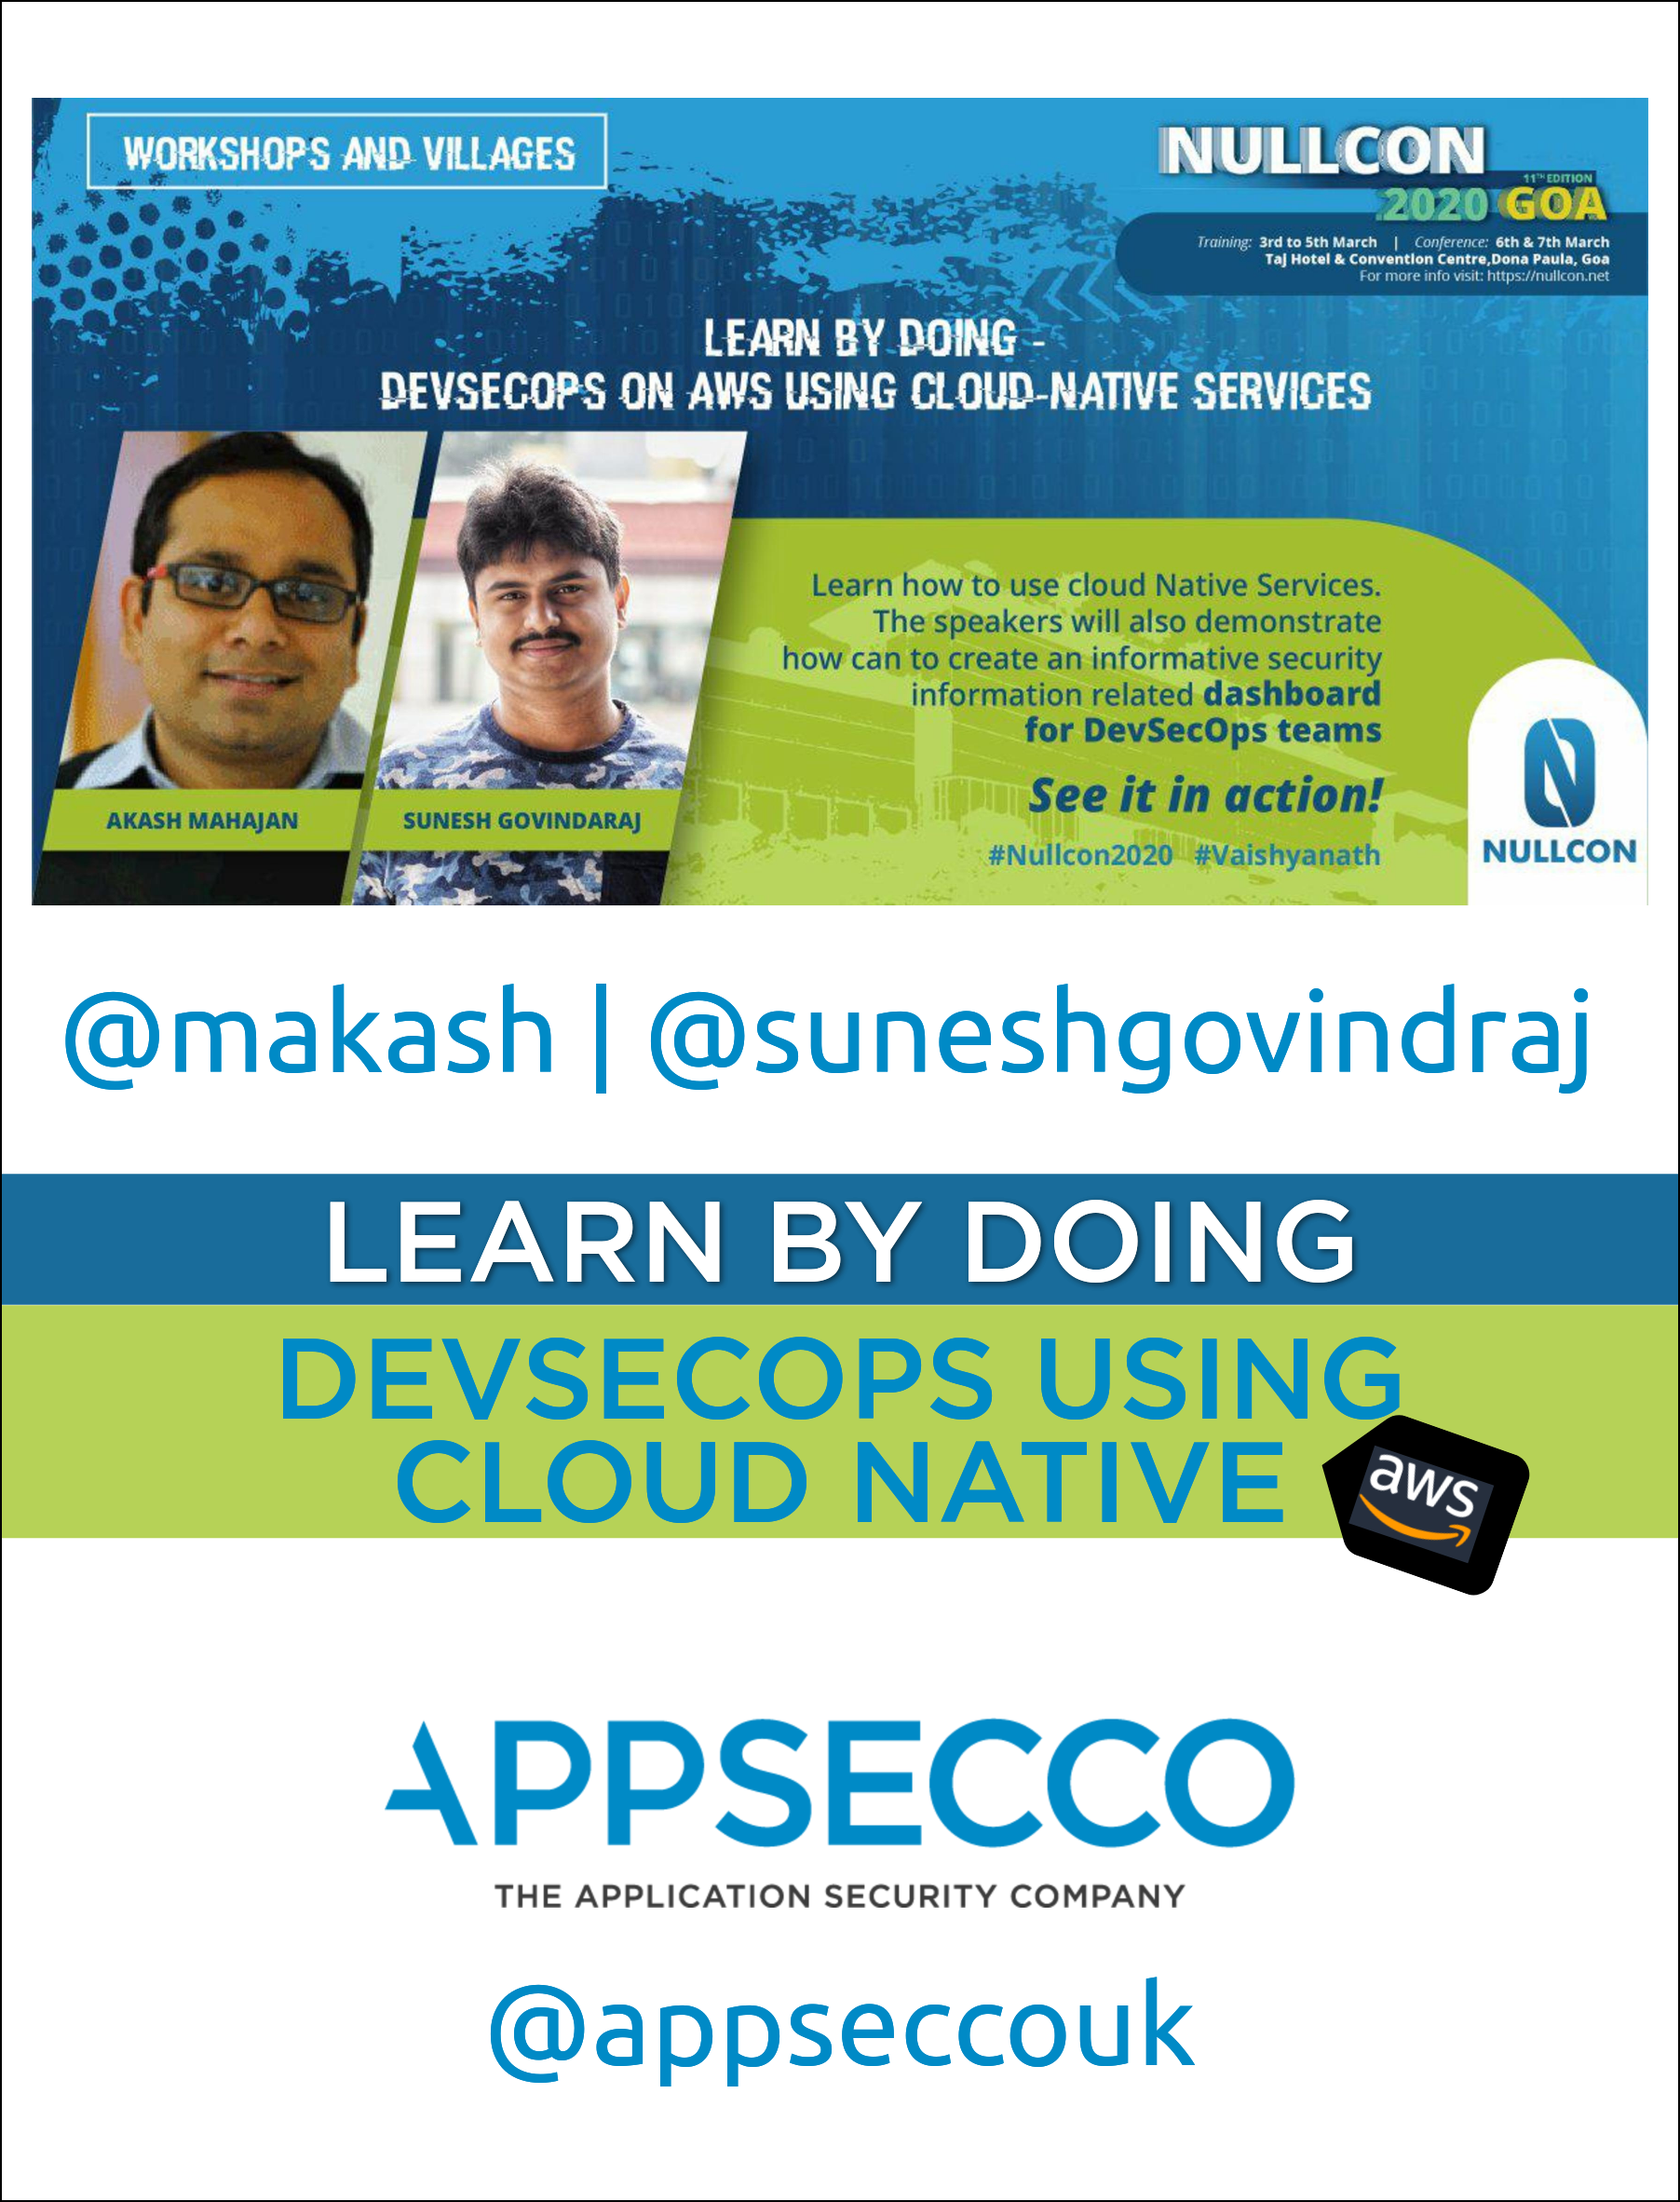 WORKSHOPS AND VILLAGES
NULLCON
11TH EDITION
2020 GOA
Training: 3rd to 5th March | Conference: 6th & 7th March
Taj Hotel & Convention Centre,Dona Paula, Goa
For more info visit: https://nullcon.net
LEARN BY DOING -
DEVSECOPS ON AWS USING CLOUD-NATIVE SERVICES
Learn how to use cloud Native Services.
The speakers will also demonstrate
how can to create an informative security
information related dashboard
for DevSecOps teams
See it in action!
#Nullcon2020 #Vaishyanath
AKASH MAHAJAN
SUNESH GOVINDARAJ
NULLCON
@makash | @suneshgovindraj
LEARN BY DOING
DEVSECOPS USING
CLOUD NATIVE
aws
APPSECCO
THE APPLICATION SECURITY COMPANY
@appseccouk